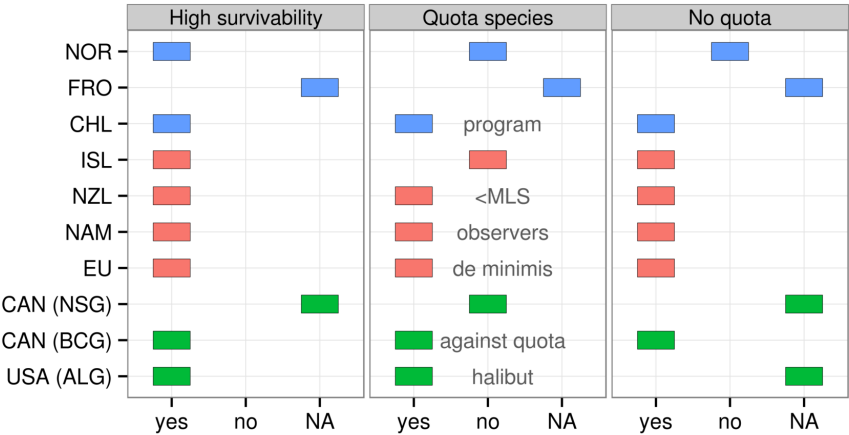 High survivability Quota species No quota
NOR
FRO
CHL program
ISL
NZL <MLS
NAM observers
EU de minimis
CAN (NSG)
CAN (BCG) against quota
USA (ALG) halibut
yes no NA yes no NA yes no NA